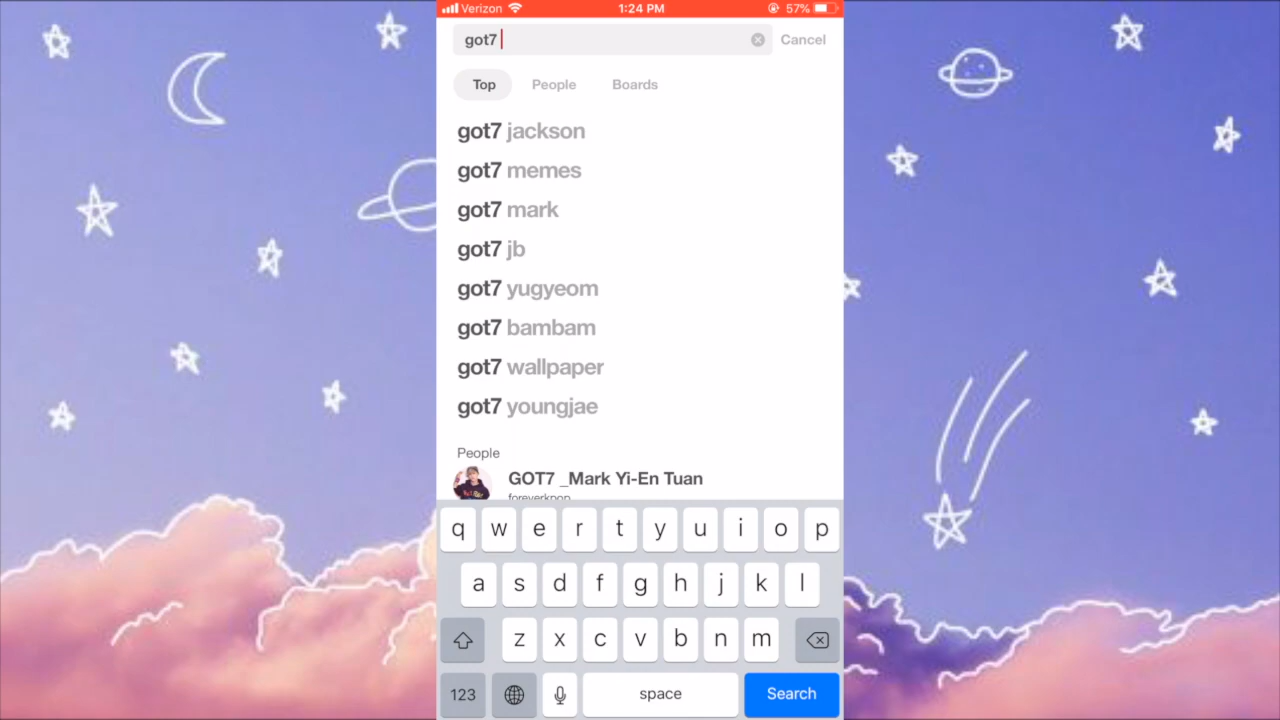 Verizon 1:24 PM 57%
got7 Cancel
Top People Boards
got7 jackson
got7 memes
got7 mark
got7 jb
got7 yugyeom
got7 bambam
got7 wallpaper
got7 youngjae
People
GOT7 _Mark Yi-En Tuan
foreverkpop
q w e r t y u i o p
a s d f g h j k l
z x c v b n m
123 space Search